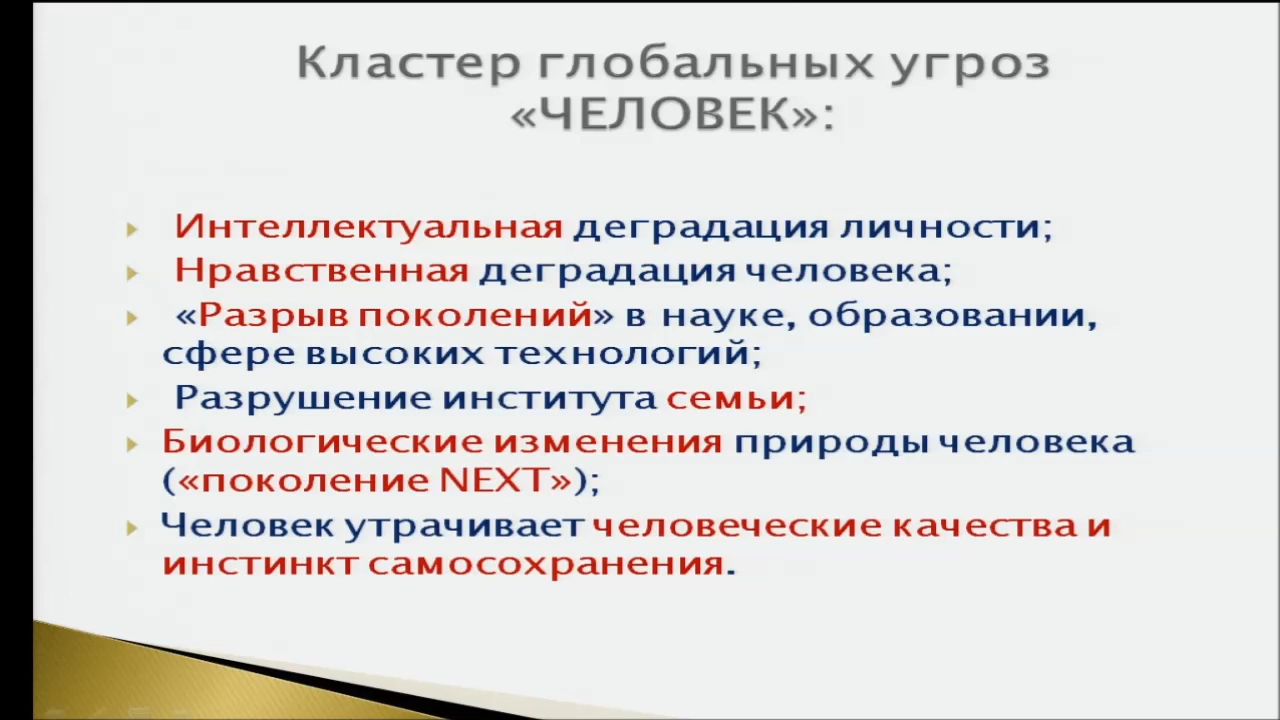 Кластер глобальных угроз
«ЧЕЛОВЕК»:
Интеллектуальная деградация личности;
Нравственная деградация человека;
«Разрыв поколений» в науке, образовании,
сфере высоких технологий;
Разрушение института семьи;
Биологические изменения природы человека
(«поколение NEXT»);
Человек утрачивает человеческие качества и
инстинкт самосохранения.